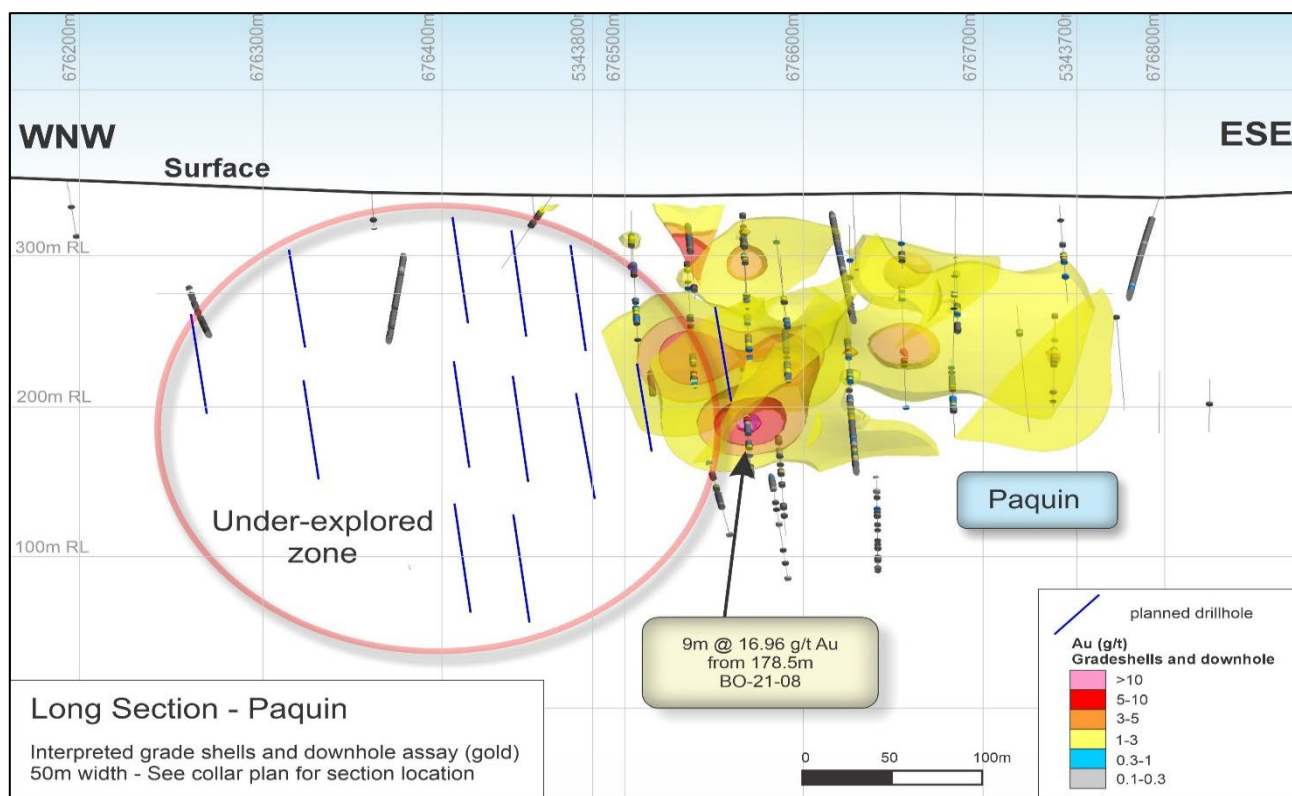 676200m
676300m
676400m
5343800m
676500m
676600m
676700m
5343700m
676800m
WNW
ESE
Surface
300m RL
200m RL
100m RL
Under-explored
zone
Paquin
9m @ 16.96 g/t Au
from 178.5m
BO-21-08
planned drillhole
Au (g/t)
Gradeshells and downhole
>10
5-10
3-5
1-3
0.3-1
0.1-0.3
Long Section - Paquin
Interpreted grade shells and downhole assay (gold)
50m width - See collar plan for section location
0 50 100m